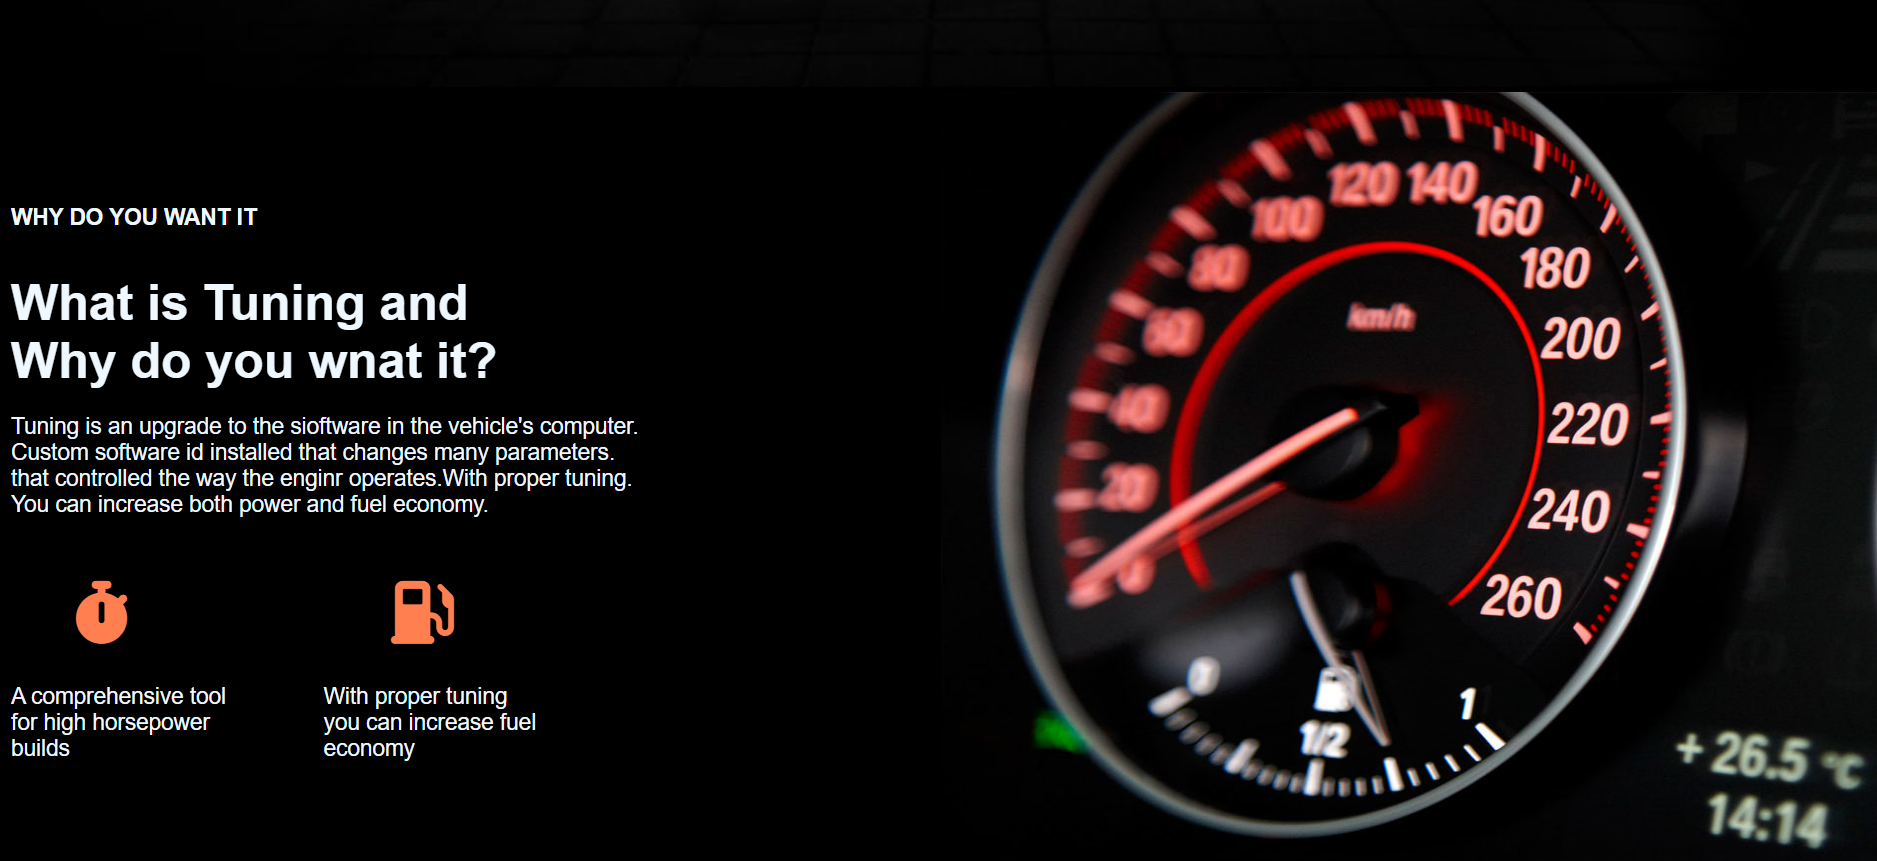 WHY DO YOU WANT IT
What is Tuning and
Why do you wnat it?
Tuning is an upgrade to the sioftware in the vehicle's computer.
Custom software id installed that changes many parameters.
that controlled the way the enginr operates.With proper tuning.
You can increase both power and fuel economy.
A comprehensive tool
for high horsepower
builds
With proper tuning
you can increase fuel
economy
120 140
100 160
80 180
km/h
60 200
40 220
20 240
0 260
0 1/2 1
+ 26.5 °C
14:14